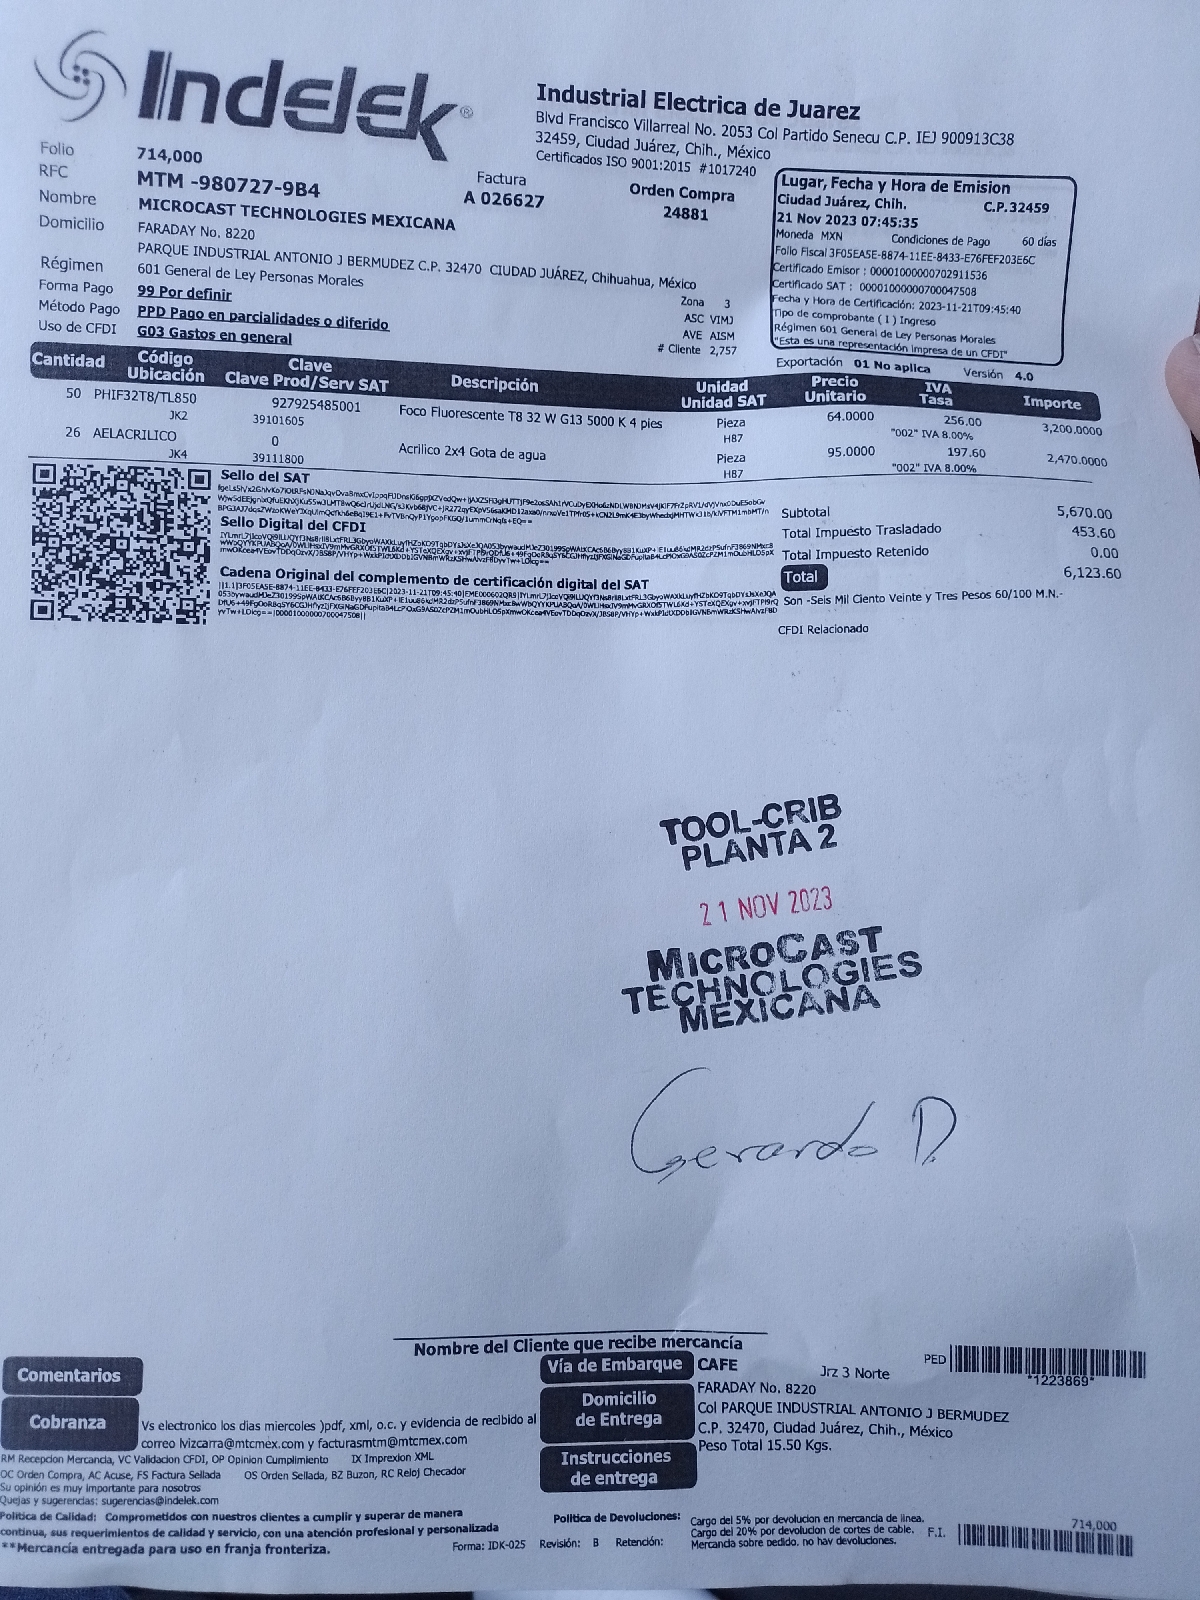 Indelek®
Industrial Electrica de Juarez
Blvd Francisco Villarreal No. 2053 Col Partido Senecu C.P. IEJ 900913C38
32459, Ciudad Juárez, Chih., México
Certificados ISO 9001:2015 #1017240
Folio 714,000
RFC MTM -980727-9B4
Factura
A 026627
Orden Compra
24881
Nombre MICROCAST TECHNOLOGIES MEXICANA
Domicilio FARADAY No. 8220
PARQUE INDUSTRIAL ANTONIO J BERMUDEZ C.P. 32470 CIUDAD JUÁREZ, Chihuahua, México
Régimen 601 General de Ley Personas Morales
Forma Pago 99 Por definir
Método Pago PPD Pago en parcialidades o diferido
Uso de CFDI G03 Gastos en general
Zona 3
ASC VIMJ
AVE AISM
# Cliente 2,757
Lugar, Fecha y Hora de Emision
Ciudad Juárez, Chih. C.P.32459
21 Nov 2023 07:45:35
Moneda MXN Condiciones de Pago 60 días
Folio Fiscal 3F05EA5E-8874-11EE-8433-E76FEF203E6C
Certificado Emisor : 00001000000702911536
Certificado SAT : 00001000000700047508
Fecha y Hora de Certificación: 2023-11-21T09:45:40
Tipo de comprobante ( I ) Ingreso
Régimen 601 General de Ley Personas Morales
"Esta es una representación impresa de un CFDI"
Exportación 01 No aplica Versión 4.0
Cantidad Código Ubicación Clave Clave Prod/Serv SAT Descripción Unidad Unidad SAT Precio Unitario IVA Tasa Importe
50 PHIF32T8/TL850 927925485001 Foco Fluorescente T8 32 W G13 5000 K 4 pies Pieza 64.0000 256.00 3,200.0000
JK2 39101605 H87 "002" IVA 8.00%
26 AELACRILICO 0 Acrilico 2x4 Gota de agua Pieza 95.0000 197.60 2,470.0000
JK4 39111800 H87 "002" IVA 8.00%
Sello del SAT
Sello Digital del CFDI
Cadena Original del complemento de certificación digital del SAT
Subtotal 5,670.00
Total Impuesto Trasladado 453.60
Total Impuesto Retenido 0.00
Total 6,123.60
Son -Seis Mil Ciento Veinte y Tres Pesos 60/100 M.N.-
CFDI Relacionado
TOOL-CRIB
PLANTA 2
21 NOV 2023
MICROCAST
TECHNOLOGIES
MEXICANA
Gerardo D.
Nombre del Cliente que recibe mercancía
Comentarios
Cobranza
Vs electronico los dias miercoles )pdf, xml, o.c. y evidencia de recibido al
correo lvizcarra@mtcmex.com y facturasmtm@mtcmex.com
RM Recepcion Mercancia, VC Validacion CFDI, OP Opinion Cumplimiento IX Imprexion XML
OC Orden Compra, AC Acuse, FS Factura Sellada OS Orden Sellada, BZ Buzon, RC Reloj Checador
Su opinión es muy importante para nosotros
Quejas y sugerencias: sugerencias@indelek.com
Politica de Calidad: Comprometidos con nuestros clientes a cumplir y superar de manera
continua, sus requerimientos de calidad y servicio, con una atención profesional y personalizada
**Mercancía entregada para uso en franja fronteriza.
Forma: IDK-025 Revisión: B Retención:
Vía de Embarque CAFE Jrz 3 Norte
PED *1223869*
Domicilio de Entrega
FARADAY No. 8220
Col PARQUE INDUSTRIAL ANTONIO J BERMUDEZ
C.P. 32470, Ciudad Juárez, Chih., México
Peso Total 15.50 Kgs.
Instrucciones de entrega
Politica de Devoluciones: Cargo del 5% por devolucion en mercancia de linea.
Cargo del 20% por devolucion de cortes de cable.
Mercancia sobre pedido, no hay devoluciones.
F.I. 714,000